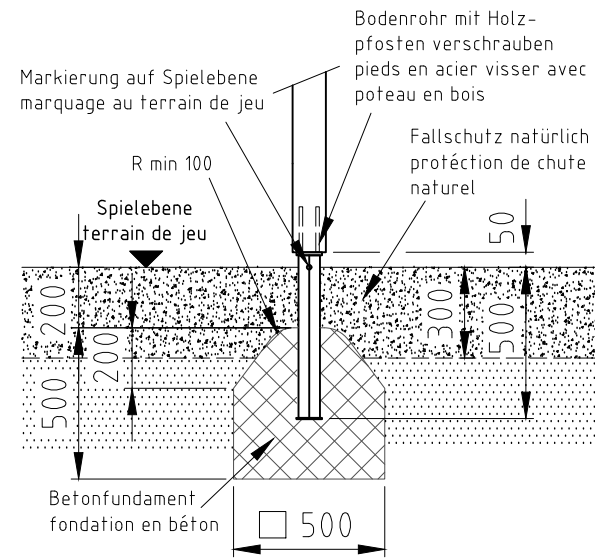 Bodenrohr mit Holz-
pfosten verschrauben
pieds en acier visser avec
poteau en bois
Markierung auf Spielebene
marquage au terrain de jeu
Fallschutz natürlich
protéction de chute
naturel
R min 100
Spielebene
terrain de jeu
50
200
300
500
200
500
Betonfundament
fondation en béton
□ 500